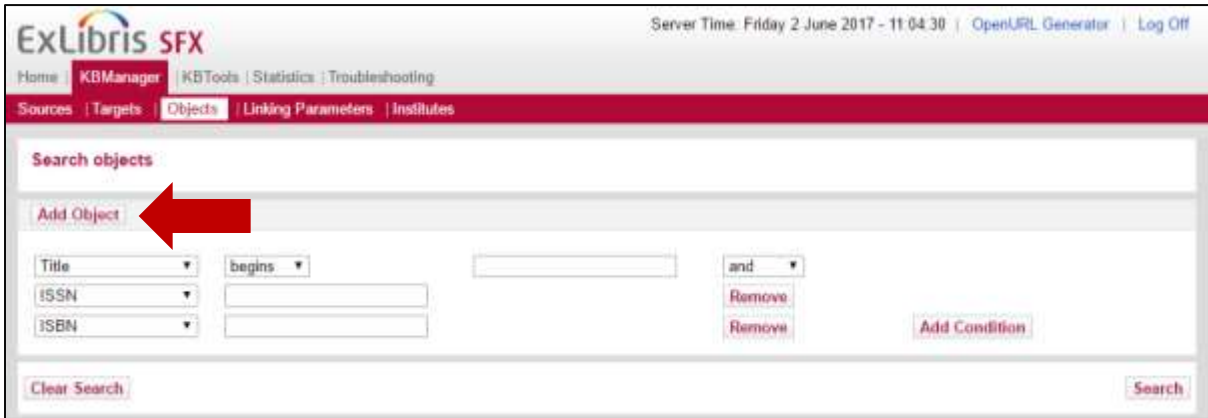 ExLibris SFX
Server Time: Friday 2 June 2017 - 11:04:30 | OpenURL Generator | Log Off
Home | KBManager | KBTools | Statistics | Troubleshooting
Sources | Targets | Objects | Linking Parameters | Institutes
Search objects
Add Object
Title begins and
ISSN Remove
ISBN Remove Add Condition
Clear Search Search